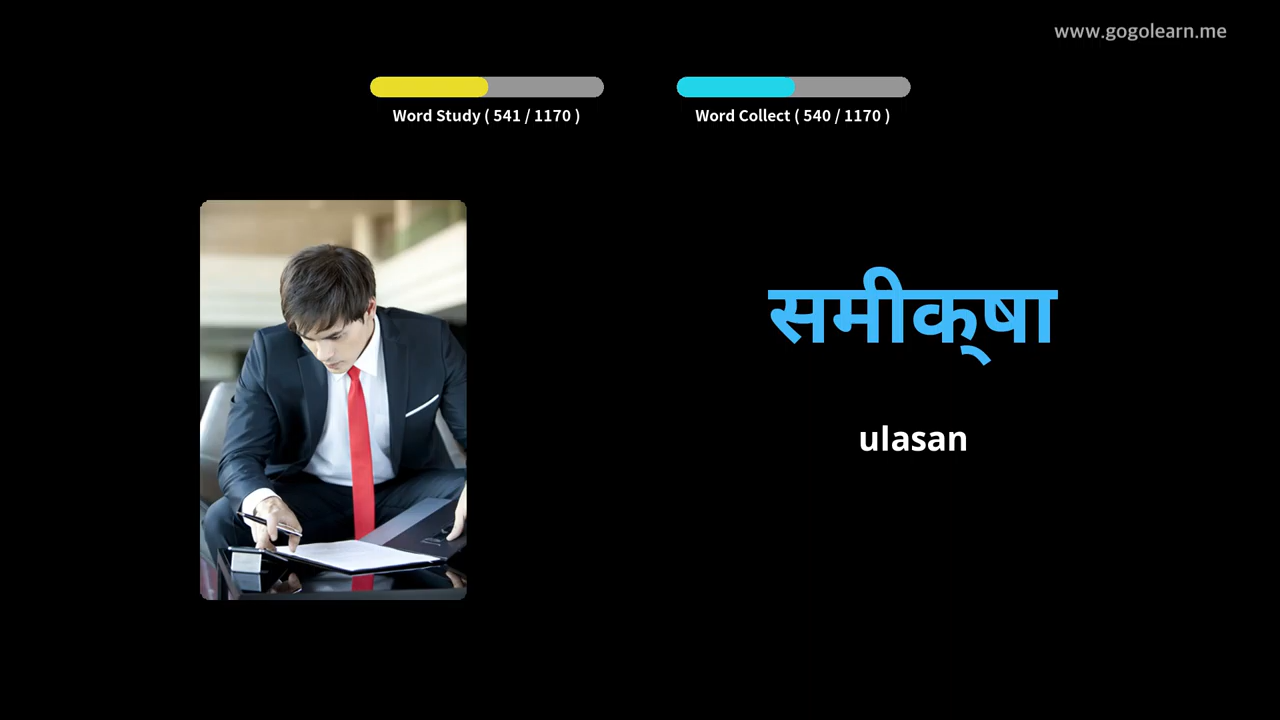 www.gogolearn.me
Word Study ( 541 / 1170 )
Word Collect ( 540 / 1170 )
समीक्‌षा
ulasan